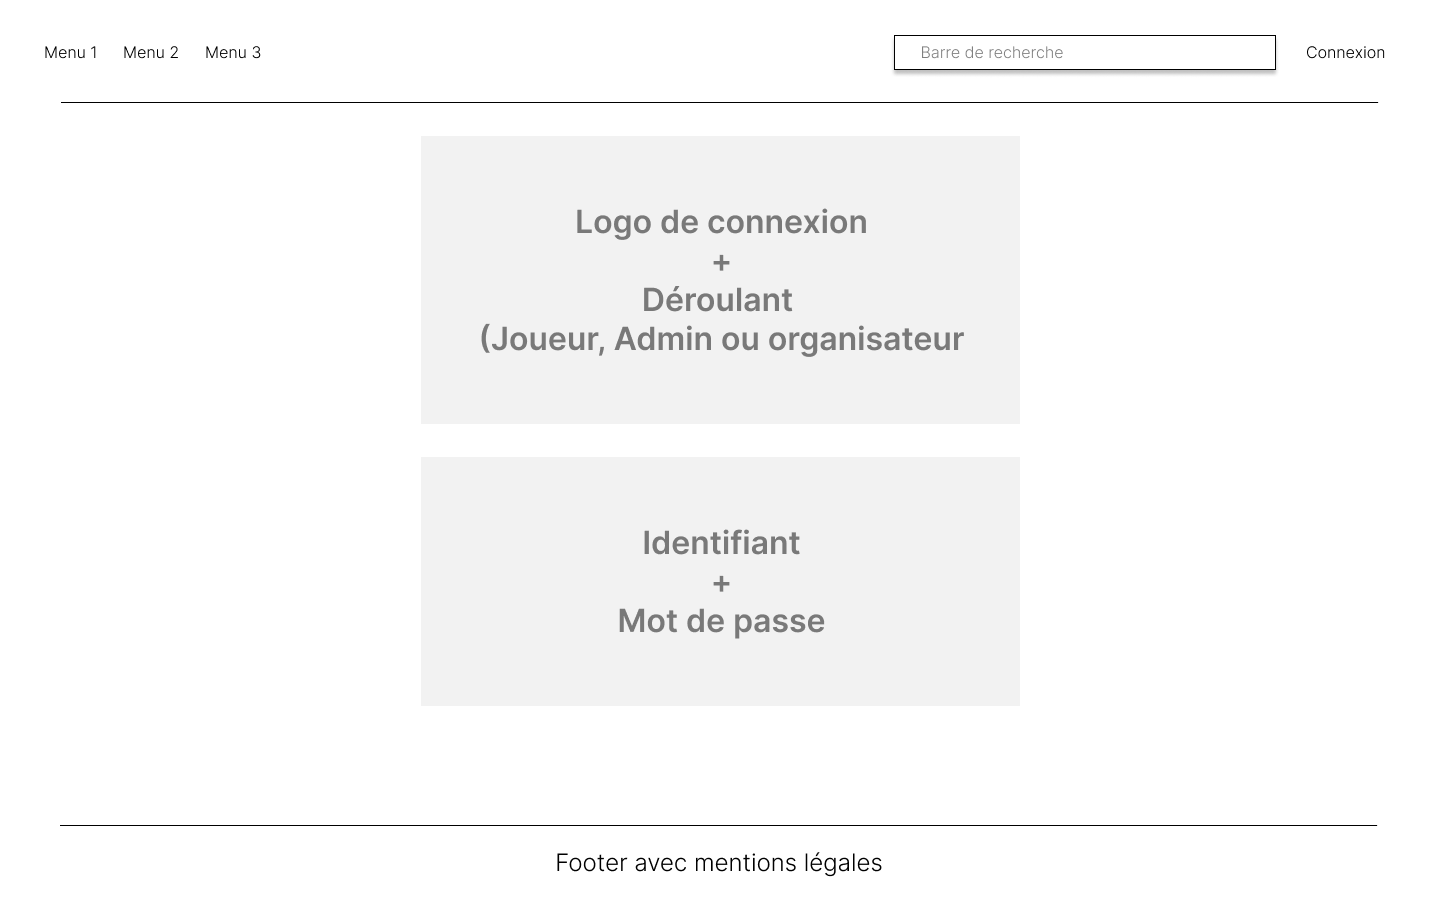 Menu 1 Menu 2 Menu 3 Barre de recherche Connexion
Logo de connexion
+
Déroulant
(Joueur, Admin ou organisateur
Identifiant
+
Mot de passe
Footer avec mentions légales